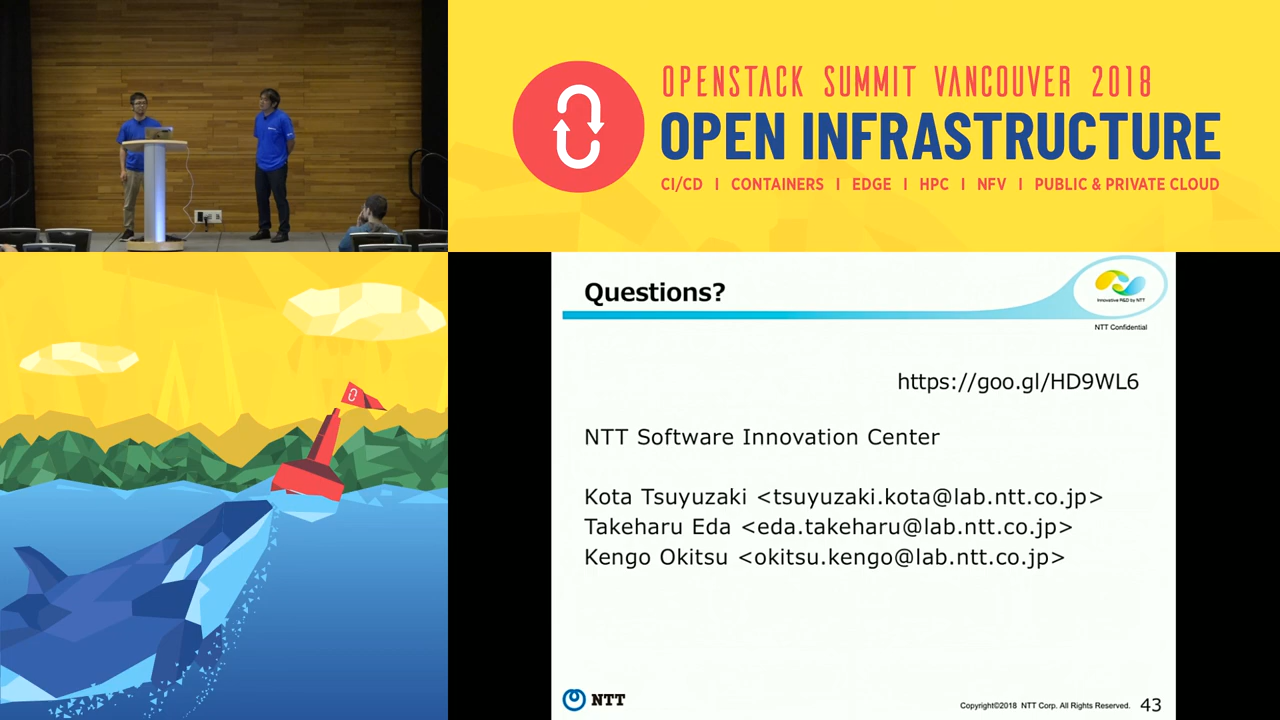 OPENSTACK SUMMIT VANCOUVER 2018
OPEN INFRASTRUCTURE
CI/CD I CONTAINERS I EDGE I HPC I NFV I PUBLIC & PRIVATE CLOUD
Questions?
Innovative R&D by NTT
NTT Confidential
https://goo.gl/HD9WL6
NTT Software Innovation Center
Kota Tsuyuzaki <tsuyuzaki.kota@lab.ntt.co.jp>
Takeharu Eda <eda.takeharu@lab.ntt.co.jp>
Kengo Okitsu <okitsu.kengo@lab.ntt.co.jp>
NTT
Copyright©2018 NTT Corp. All Rights Reserved.
43